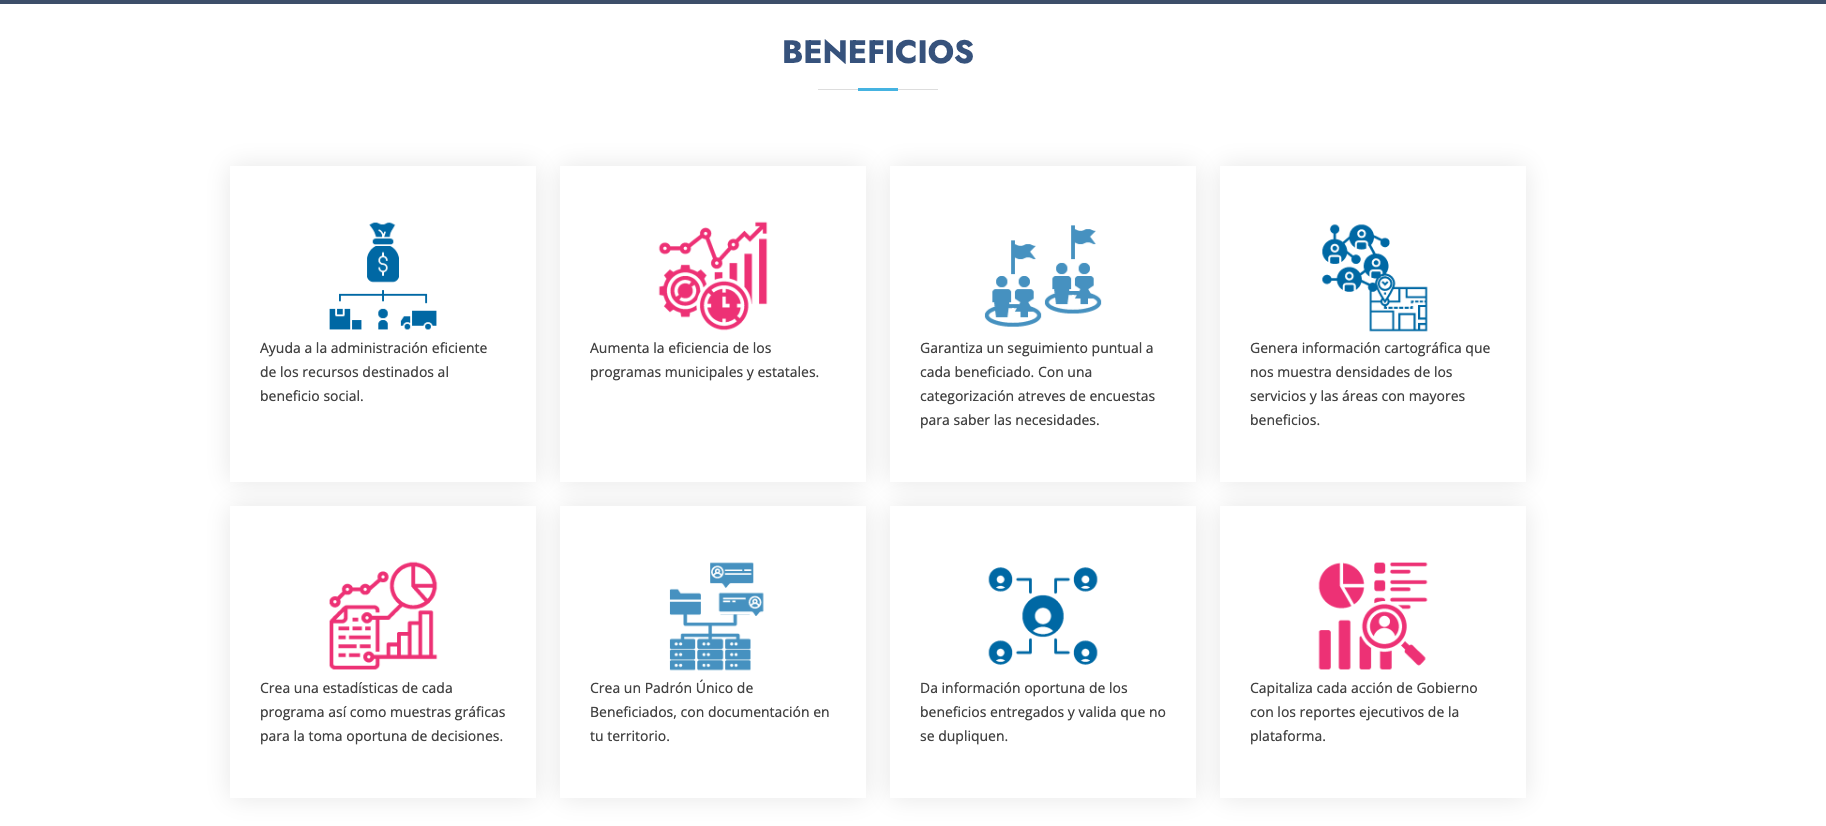 BENEFICIOS
Ayuda a la administración eficiente
de los recursos destinados al
beneficio social.
Aumenta la eficiencia de los
programas municipales y estatales.
Garantiza un seguimiento puntual a
cada beneficiado. Con una
categorización atreves de encuestas
para saber las necesidades.
Genera información cartográfica que
nos muestra densidades de los
servicios y las áreas con mayores
beneficios.
Crea una estadísticas de cada
programa así como muestras gráficas
para la toma oportuna de decisiones.
Crea un Padrón Único de
Beneficiados, con documentación en
tu territorio.
Da información oportuna de los
beneficios entregados y valida que no
se dupliquen.
Capitaliza cada acción de Gobierno
con los reportes ejecutivos de la
plataforma.